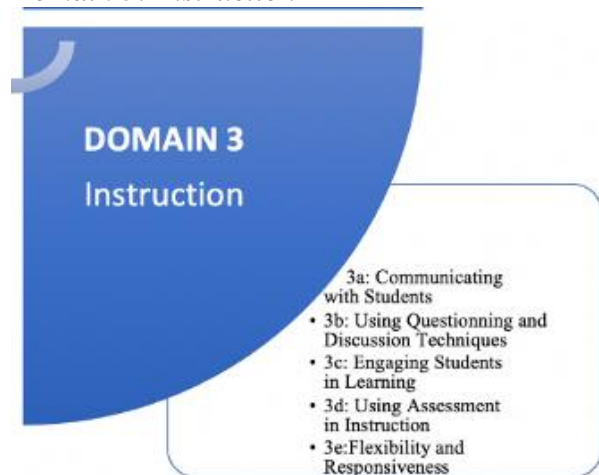 DOMAIN 3
Instruction
3a: Communicating
with Students
• 3b: Using Questionning and
Discussion Techniques
• 3c: Engaging Students
in Learning
• 3d: Using Assessment
in Instruction
• 3e:Flexibility and
Responsiveness